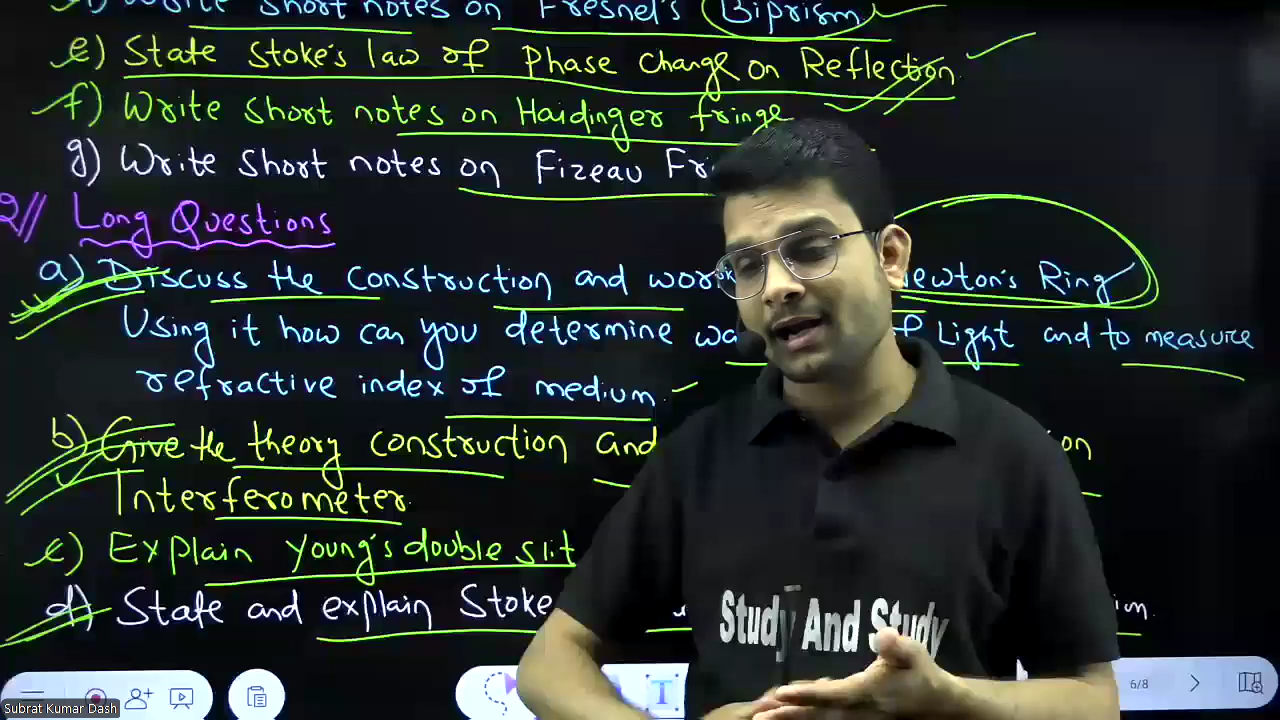 Write short notes on Fresnel's Biprism
e) State Stoke's law of Phase change on Reflection
f) Write short notes on Haidinger fringe
g) Write short notes on Fizeau
2// Long Questions
a) Discuss the construction and Newton's Ring
Using it how can you determine Light and to measure
refractive index of medium
b) Give the theory construction and
Interferometer
c) Explain Young's double slit
d) State and explain Stoke
Study And Study
6/8
Subrat Kumar Dash